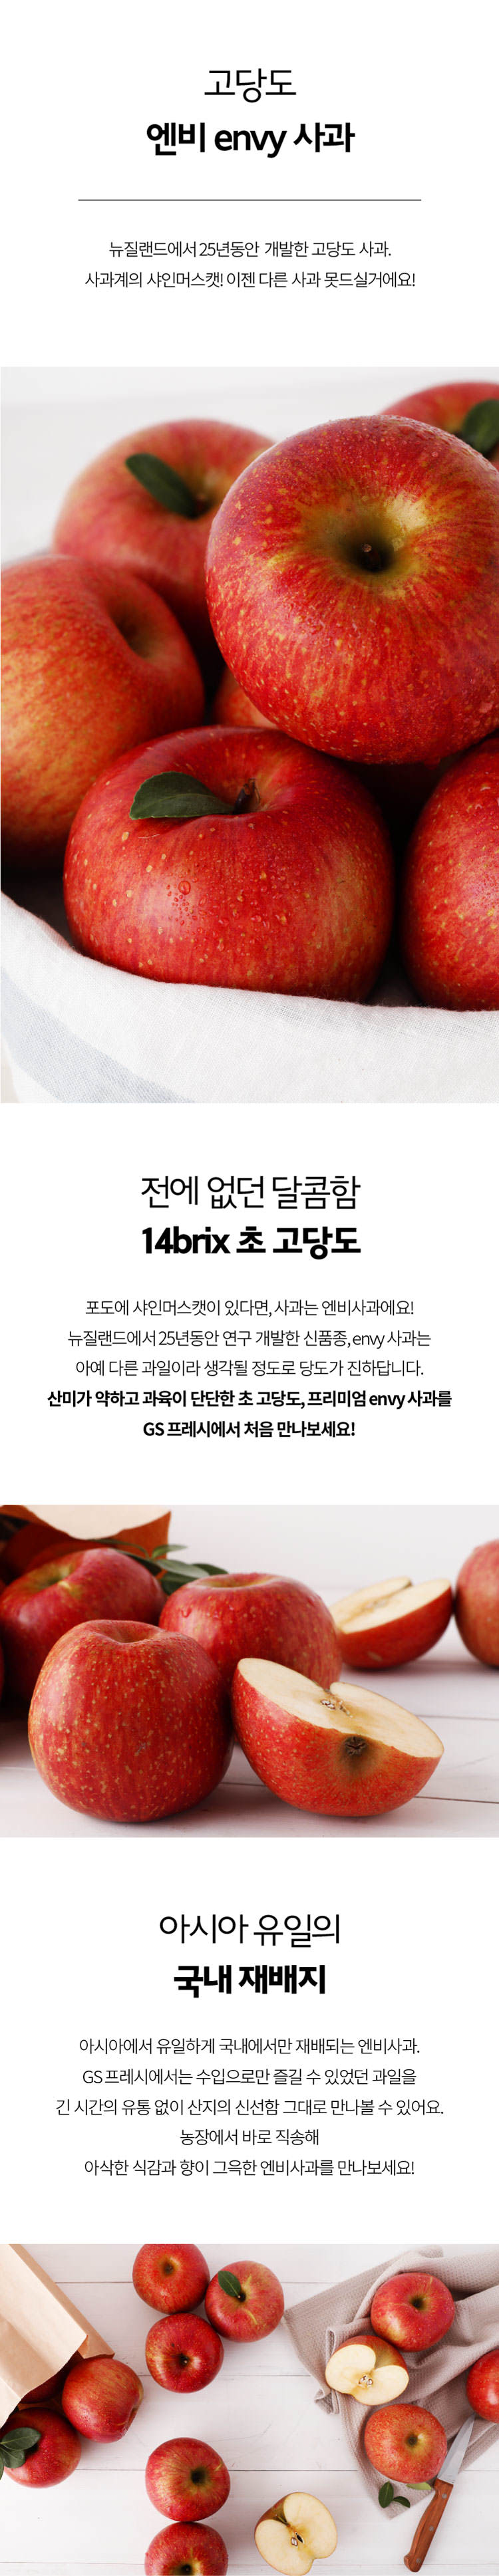 고당도
엔비 envy 사과
뉴질랜드에서 25년동안 개발한 고당도 사과.
사과계의 샤인머스캣! 이젠 다른 사과 못드실거에요!
전에 없던 달콤함
14brix 초 고당도
포도에 샤인머스캣이 있다면, 사과는 엔비사과에요!
뉴질랜드에서 25년동안 연구 개발한 신품종, envy 사과는
아예 다른 과일이라 생각될 정도로 당도가 진하답니다.
산미가 약하고 과육이 단단한 초 고당도, 프리미엄 envy 사과를
GS 프레시에서 처음 만나보세요!
아시아 유일의
국내 재배지
아시아에서 유일하게 국내에서만 재배되는 엔비사과.
GS 프레시에서는 수입으로만 즐길 수 있었던 과일을
긴 시간의 유통 없이 산지의 신선함 그대로 만나볼 수 있어요.
농장에서 바로 직송해
아삭한 식감과 향이 그윽한 엔비사과를 만나보세요!